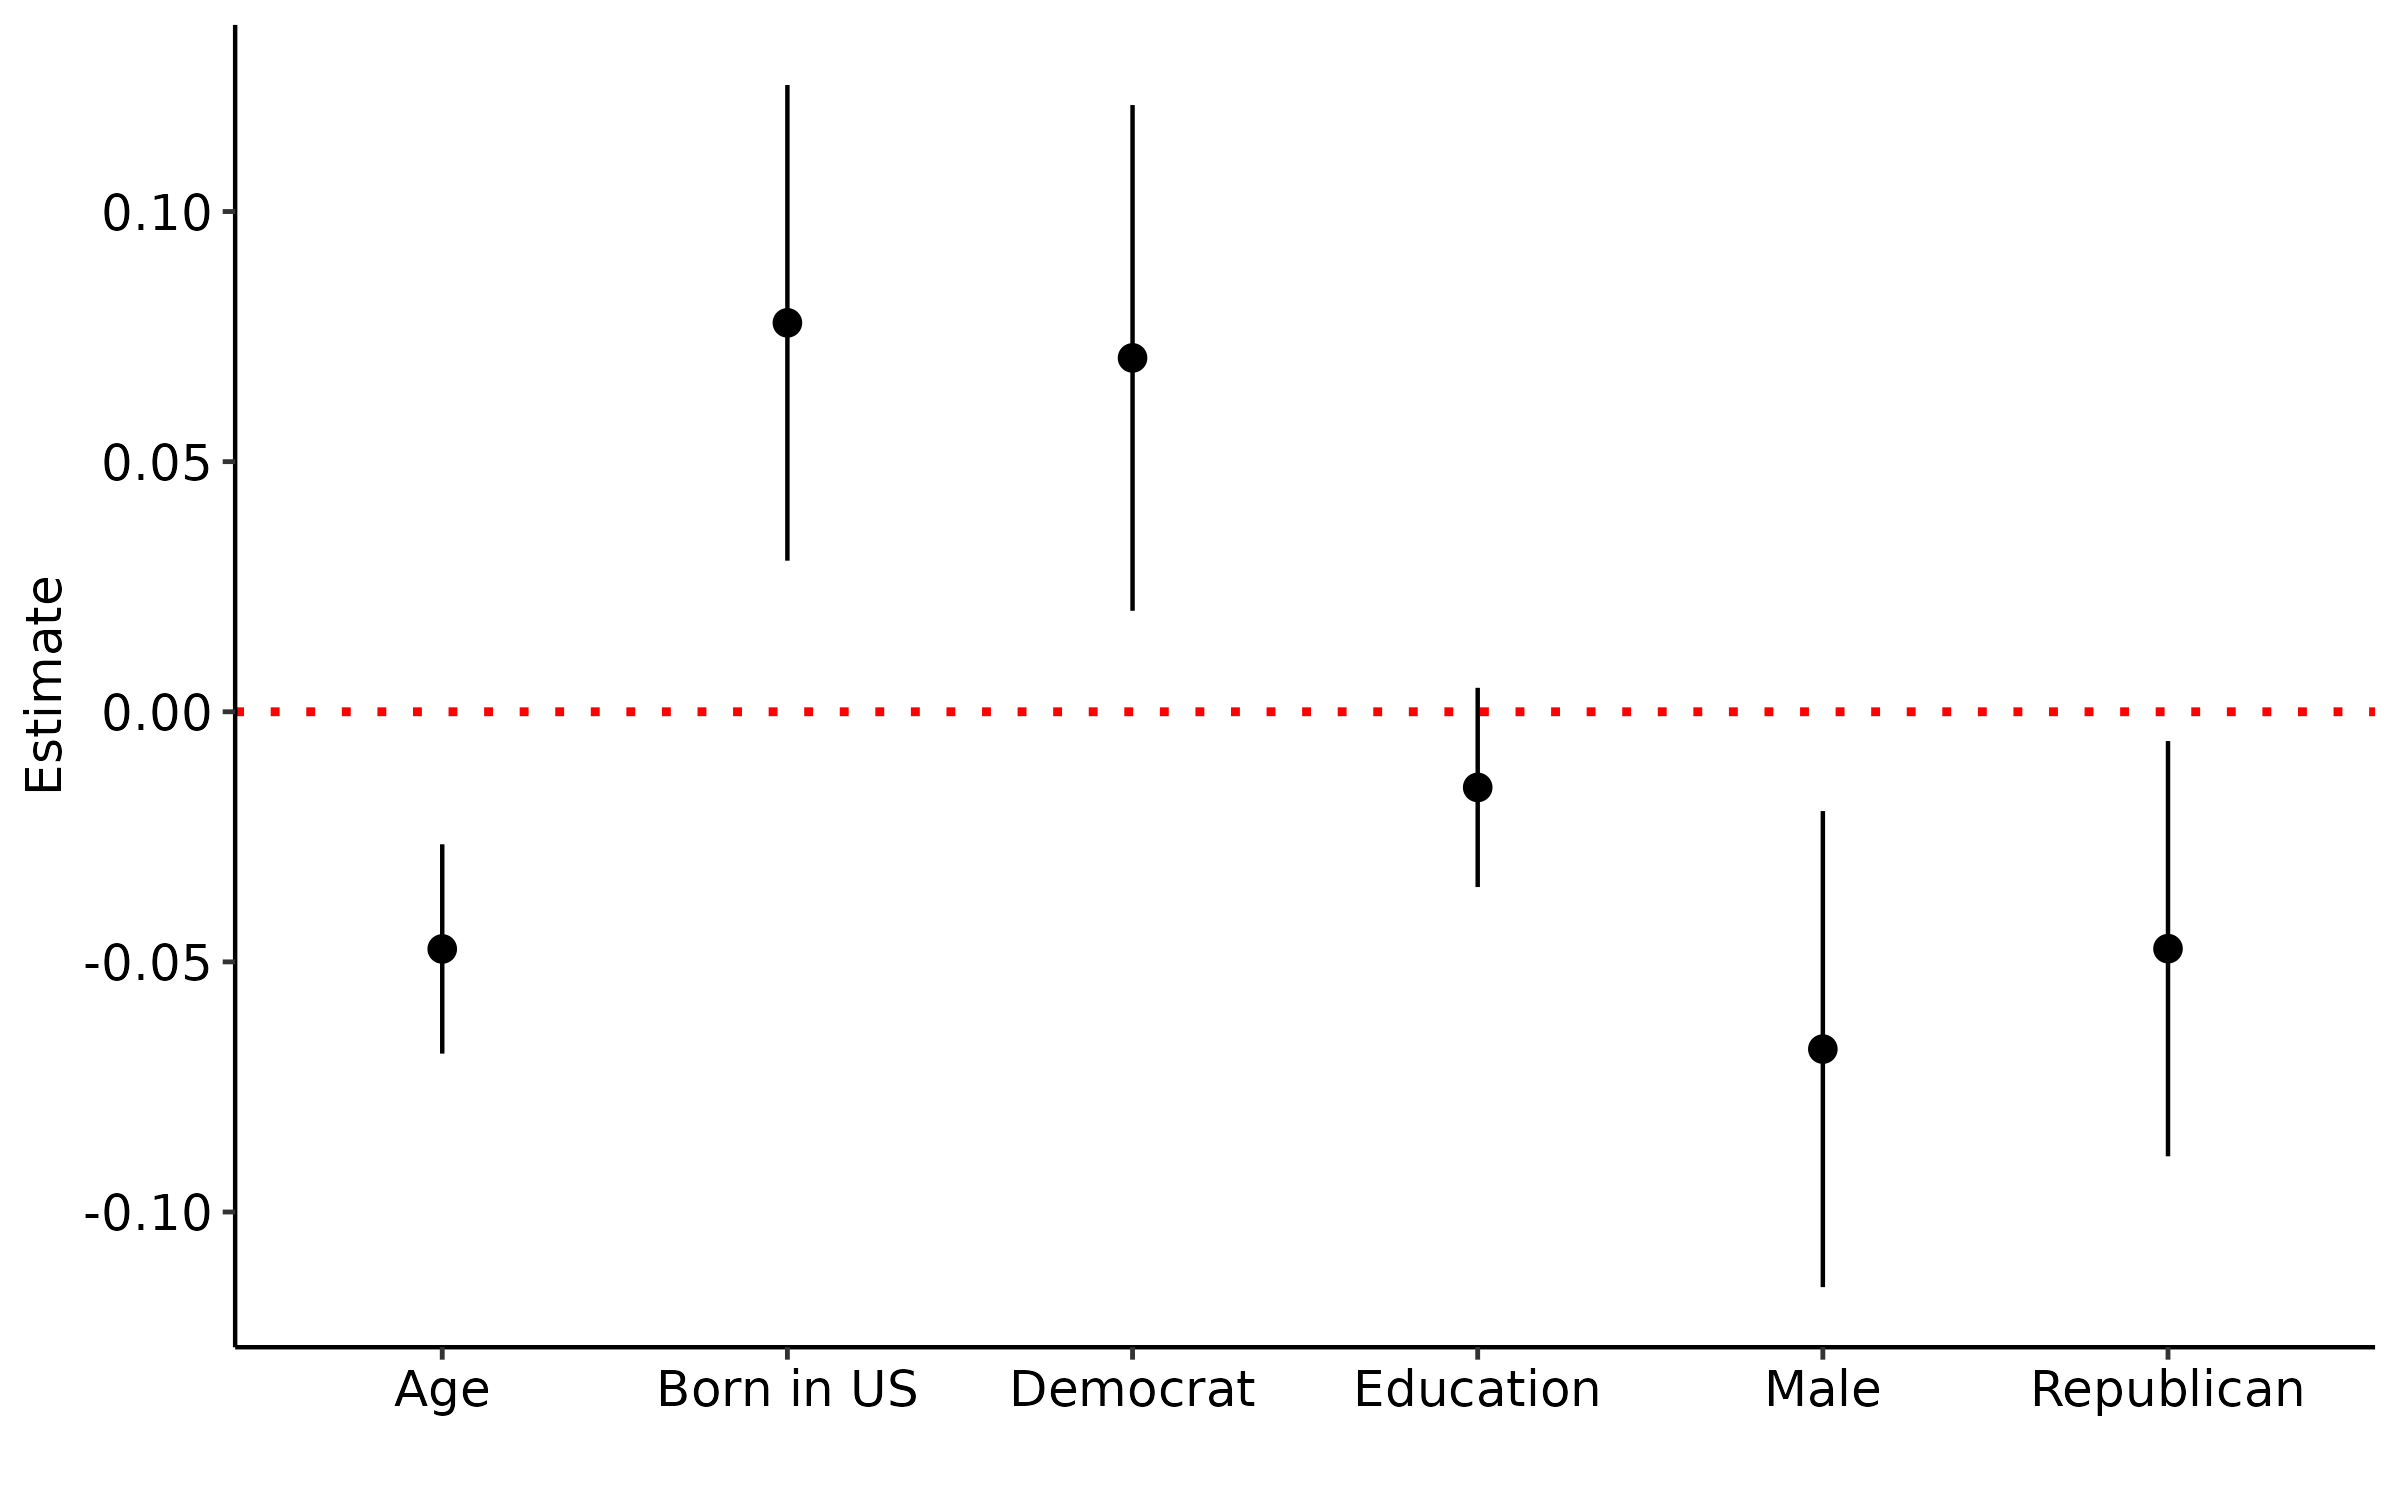 Estimate
0.10
0.05
0.00
-0.05
-0.10
Age Born in US Democrat Education Male Republican